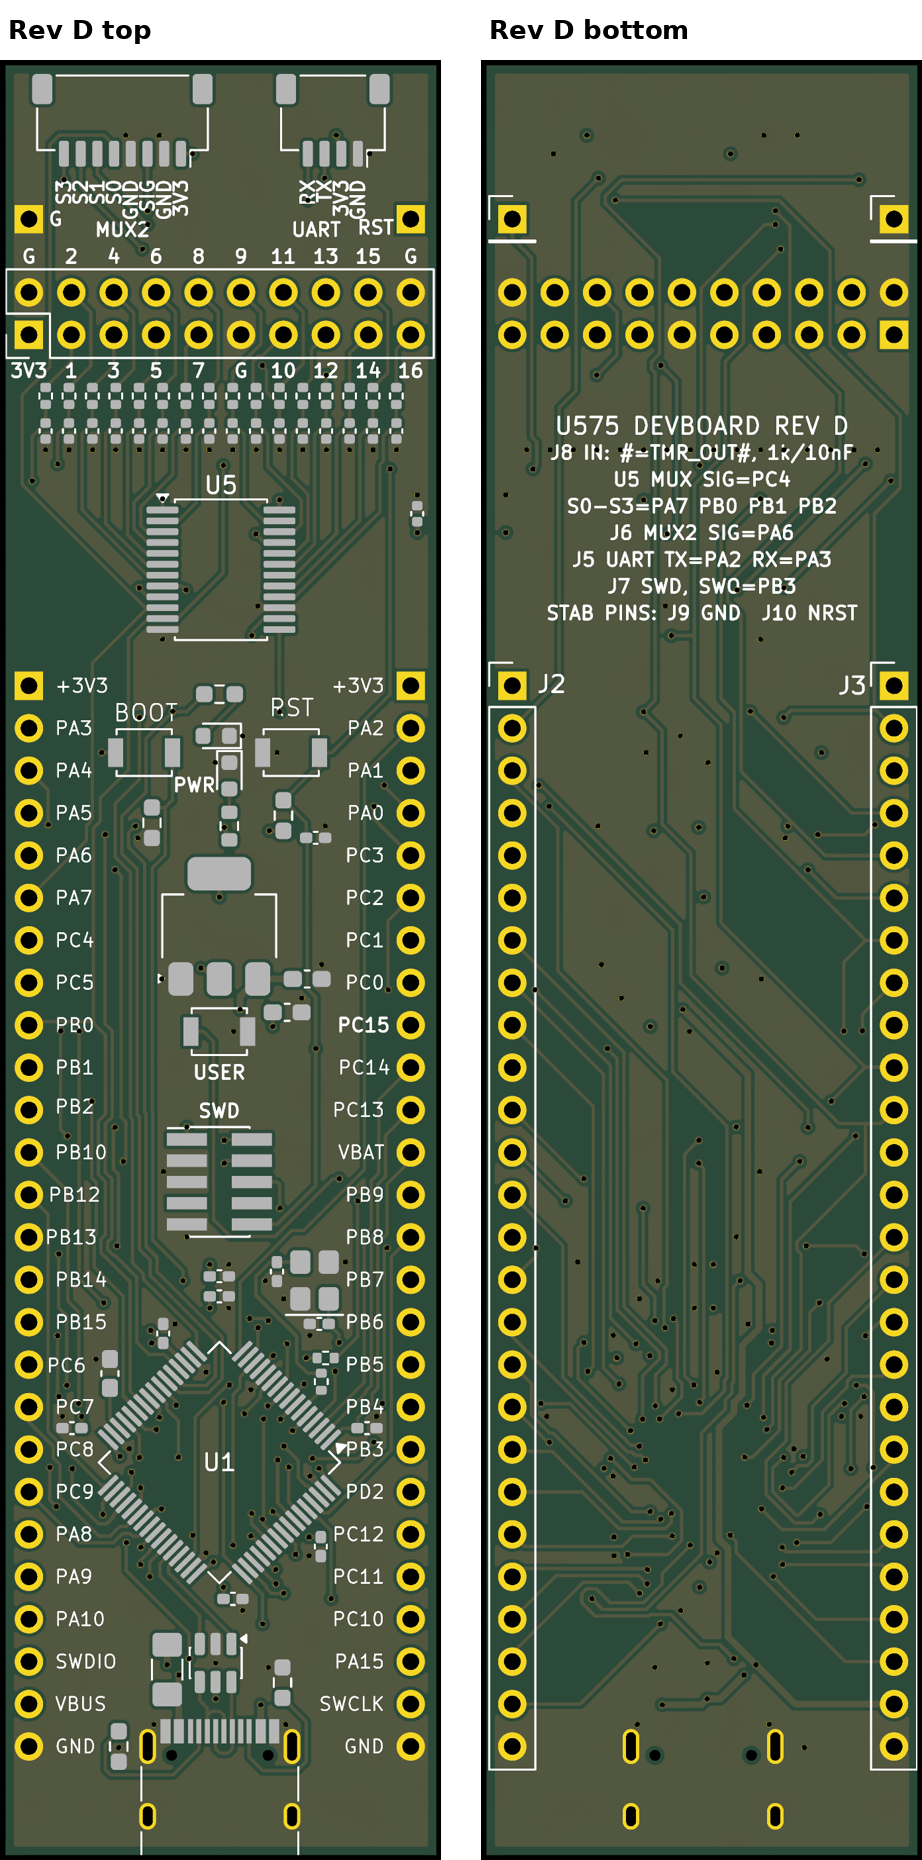 Rev D top
Rev D bottom
S3 S2 S1 S0 GND SIG GND 3V3
RX TX 3V3 GND
G MUX2 UART RST
G 2 4 6 8 9 11 13 15 G
3V3 1 3 5 7 G 10 12 14 16
U5
+3V3 +3V3
BOOT RST
PA3 PA2
PA4 PA1
PWR
PA5 PA0
PA6 PC3
PA7 PC2
PC4 PC1
PC5 PC0
PB0 PC15
PB1 USER PC14
PB2 SWD PC13
PB10 VBAT
PB12 PB9
PB13 PB8
PB14 PB7
PB15 PB6
PC6 PB5
PC7 PB4
PC8 PB3
U1
PC9 PD2
PA8 PC12
PA9 PC11
PA10 PC10
SWDIO PA15
VBUS SWCLK
GND GND
U575 DEVBOARD REV D
J8 IN: #=TMR_OUT#, 1k/10nF
U5 MUX SIG=PC4
S0-S3=PA7 PB0 PB1 PB2
J6 MUX2 SIG=PA6
J5 UART TX=PA2 RX=PA3
J7 SWD, SWO=PB3
STAB PINS: J9 GND J10 NRST
J2 J3